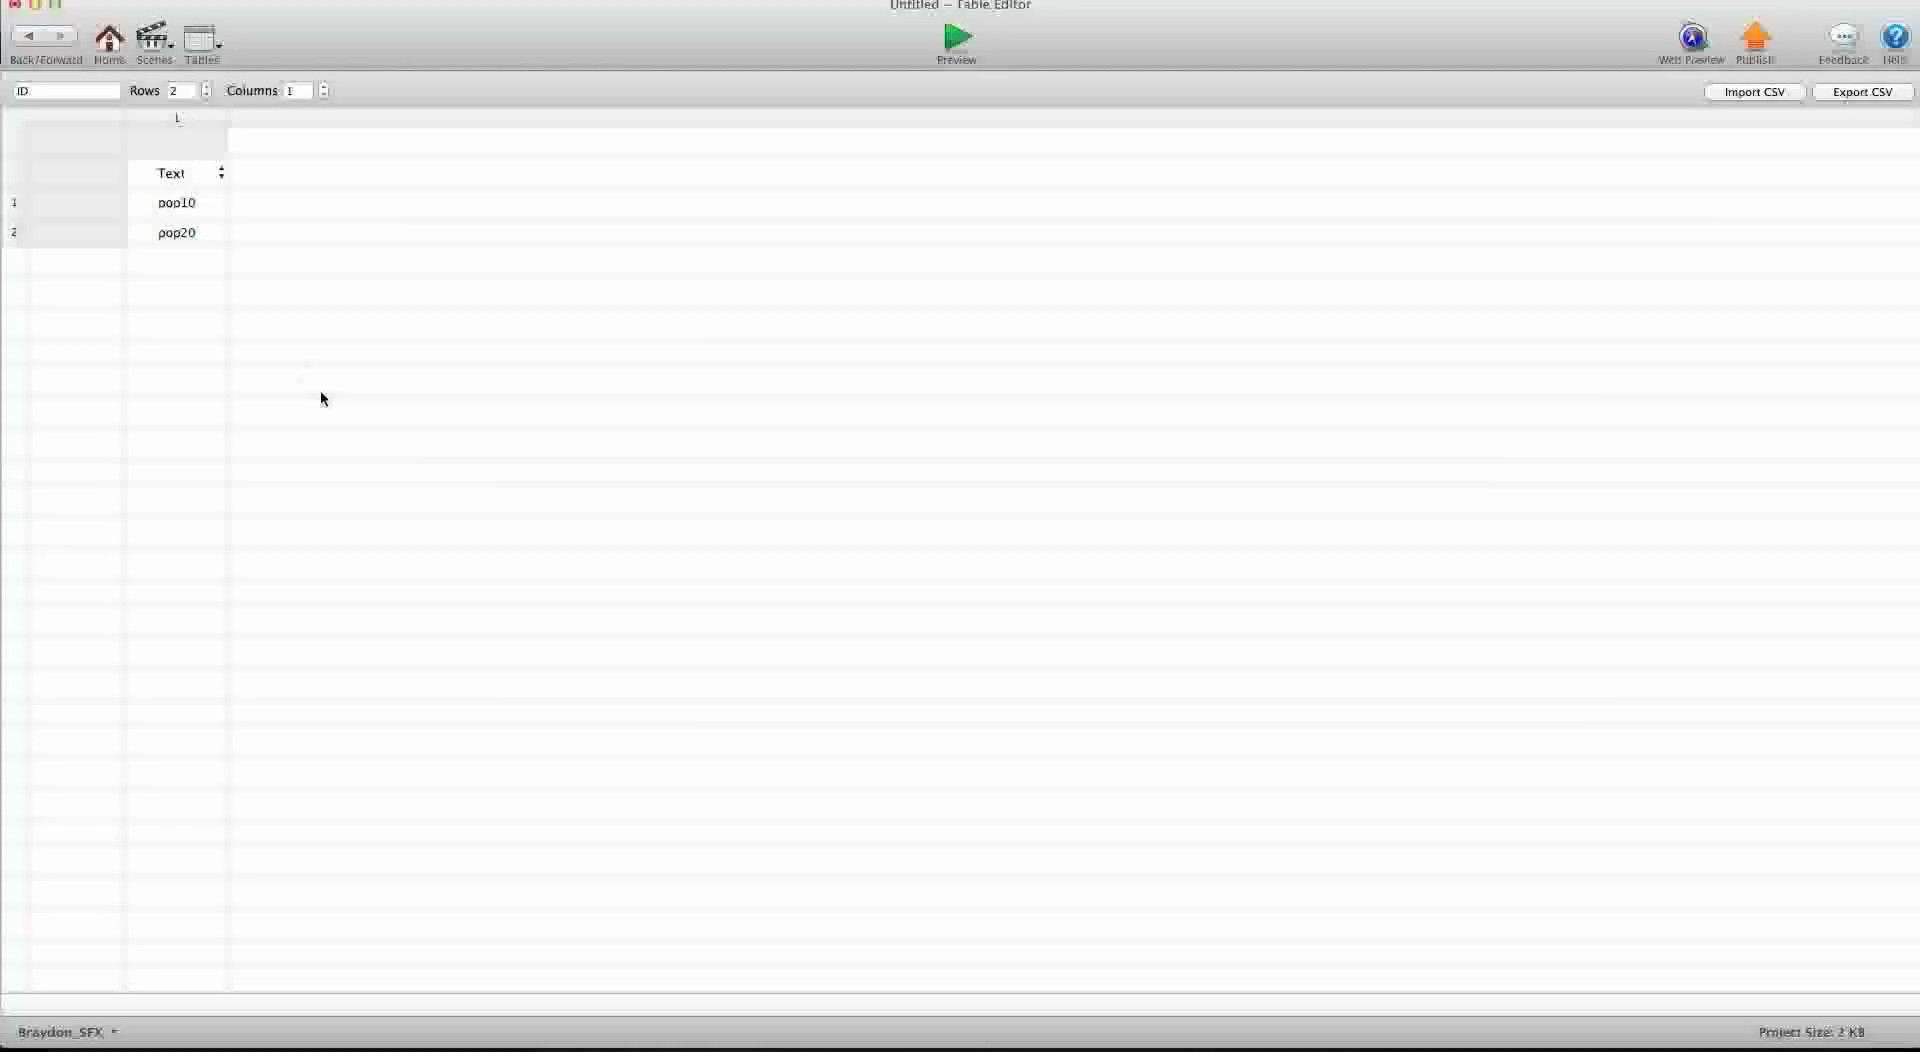 Untitled – Table Editor
Back/Forward Home Scenes Tables Preview Web Preview Publish Feedback Help
ID Rows 2 Columns 1 Import CSV Export CSV
1
Text
1 pop10
2 pop20
Braydon_SFX
Project Size: 2 KB